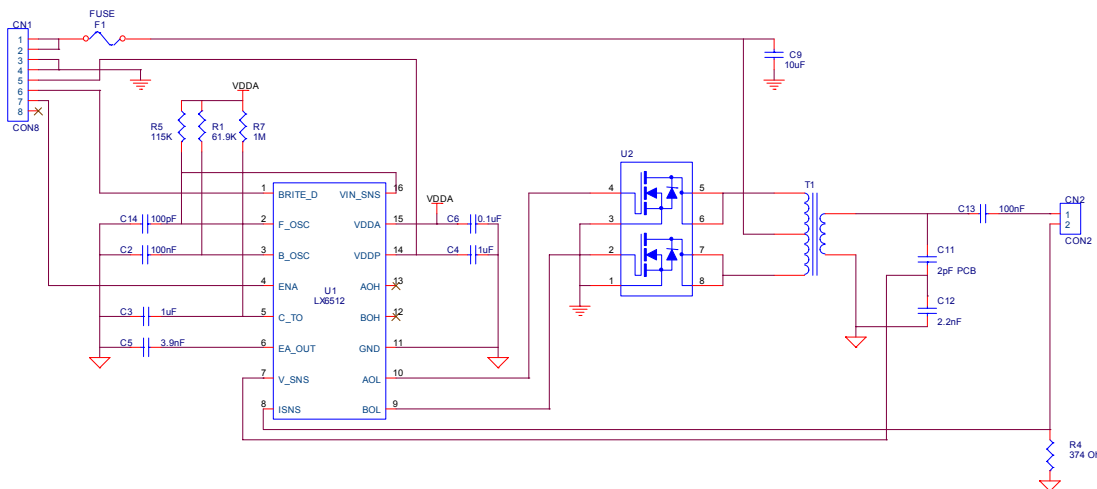 FUSE
F1
CN1
1
2
3
4
5
6
7
8
CON8
C9
10uF
VDDA
R5
115K
R1
61.9K
R7
1M
U2
4
3
2
1
5
6
7
8
T1
CN2
1
2
CON2
C13
100nF
C11
2pF PCB
C12
2.2nF
R4
374 O
VDDA
C6
0.1uF
C4
1uF
C14
100pF
C2
100nF
C3
1uF
C5
3.9nF
U1
LX6512
1
BRITE_D
2
F_OSC
3
B_OSC
4
ENA
5
C_TO
6
EA_OUT
7
V_SNS
8
ISNS
VIN_SNS
16
VDDA
15
VDDP
14
AOH
13
BOH
12
GND
11
AOL
10
BOL
9